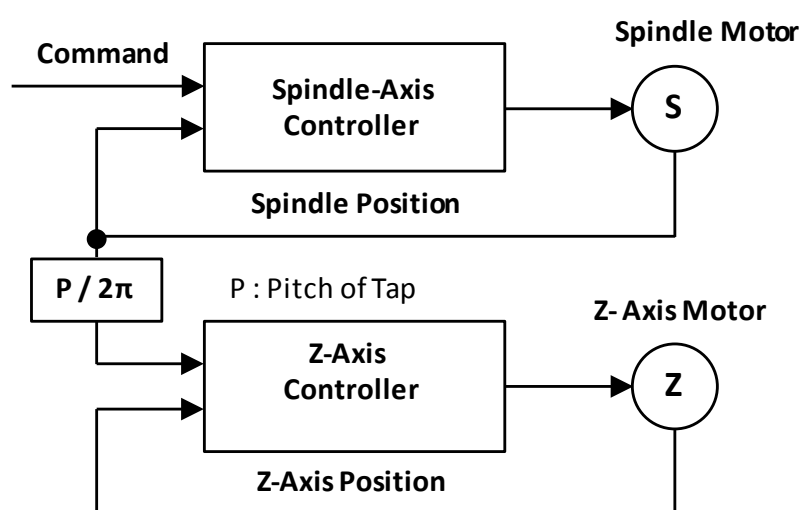 Spindle Motor
Command
Spindle-Axis
Controller
S
Spindle Position
P / 2π
P : Pitch of Tap
Z- Axis Motor
Z-Axis
Controller
Z
Z-Axis Position